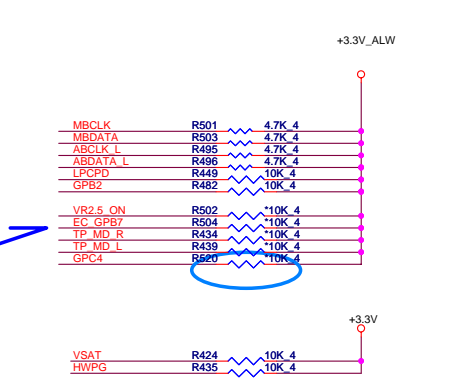 +3.3V_ALW
MBCLK R501 4.7K_4
MBDATA R503 4.7K_4
ABCLK_L R495 4.7K_4
ABDATA_L R496 4.7K_4
LPCPD R449 10K_4
GPB2 R482 10K_4
VR2.5_ON R502 *10K_4
EC_GPB7 R504 *10K_4
TP_MD_R R434 *10K_4
TP_MD_L R439 *10K_4
GPC4 R520 *10K_4
+3.3V
VSAT R424 10K_4
HWPG R435 10K_4